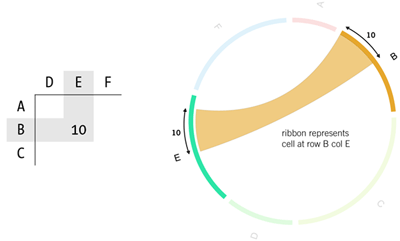 D E F
A
B 10
C
F
A
10
B
10
E
ribbon represents
cell at row B col E
C
D